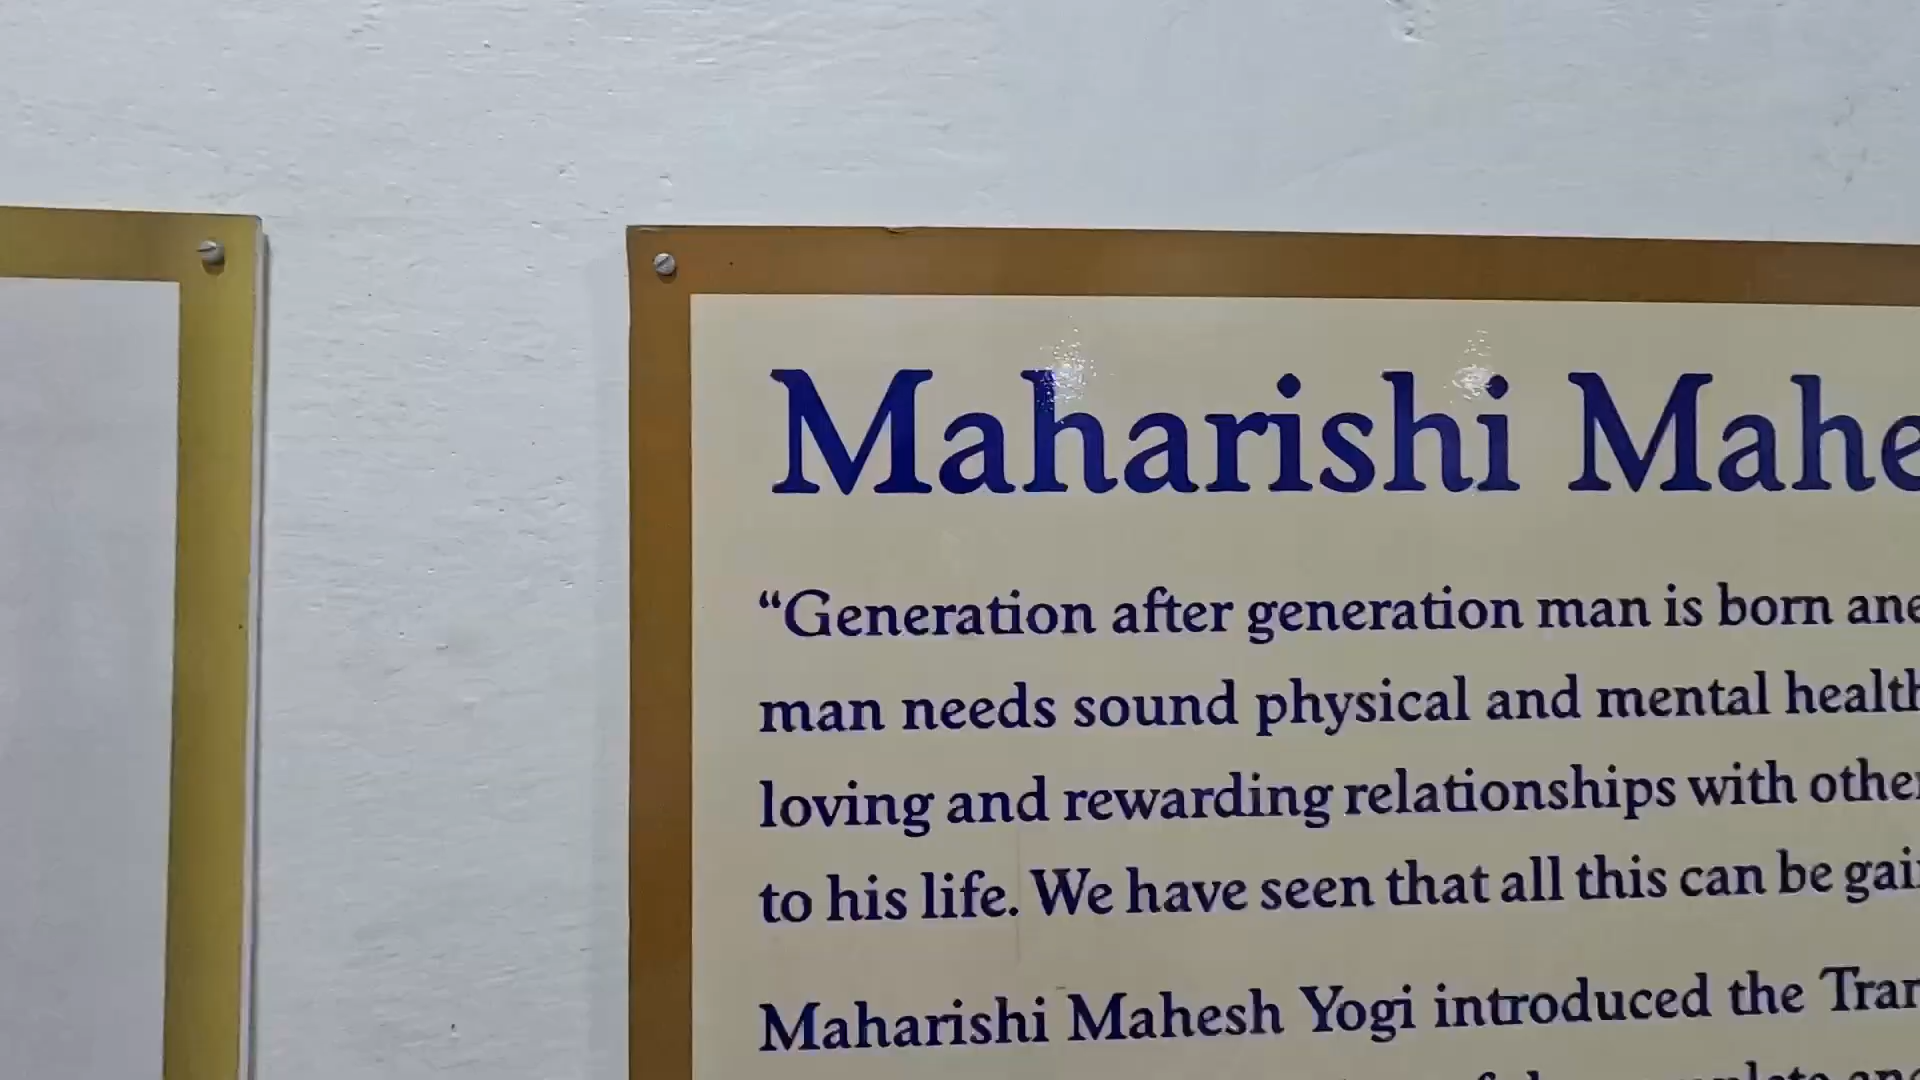 Maharishi Mahe
“Generation after generation man is born ane
man needs sound physical and mental health
loving and rewarding relationships with other
to his life. We have seen that all this can be gai
Maharishi Mahesh Yogi introduced the Tran